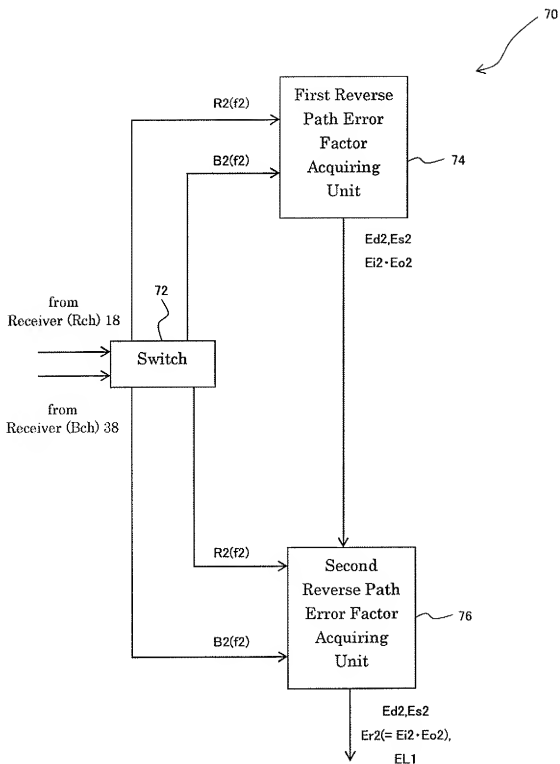 70
R2(f2)
First Reverse
Path Error
Factor
Acquiring
Unit
B2(f2)
74
Ed2,Es2
Ei2・Eo2
from
Receiver (Rch) 18
72
Switch
from
Receiver (Bch) 38
R2(f2)
Second
Reverse Path
Error Factor
Acquiring
Unit
76
B2(f2)
Ed2,Es2
Er2(= Ei2・Eo2),
EL1